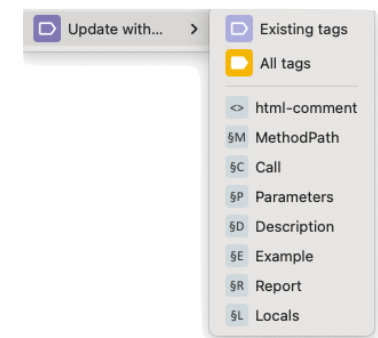 Update with... >
Existing tags
All tags
<> html-comment
§M MethodPath
§C Call
§P Parameters
§D Description
§E Example
§R Report
§L Locals